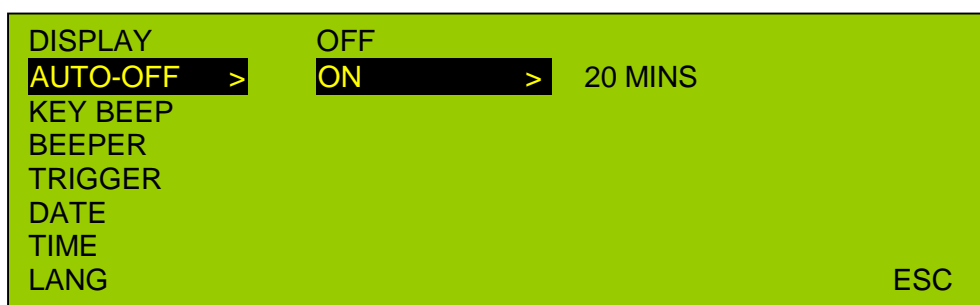 DISPLAY OFF
AUTO-OFF > ON > 20 MINS
KEY BEEP
BEEPER
TRIGGER
DATE
TIME
LANG ESC